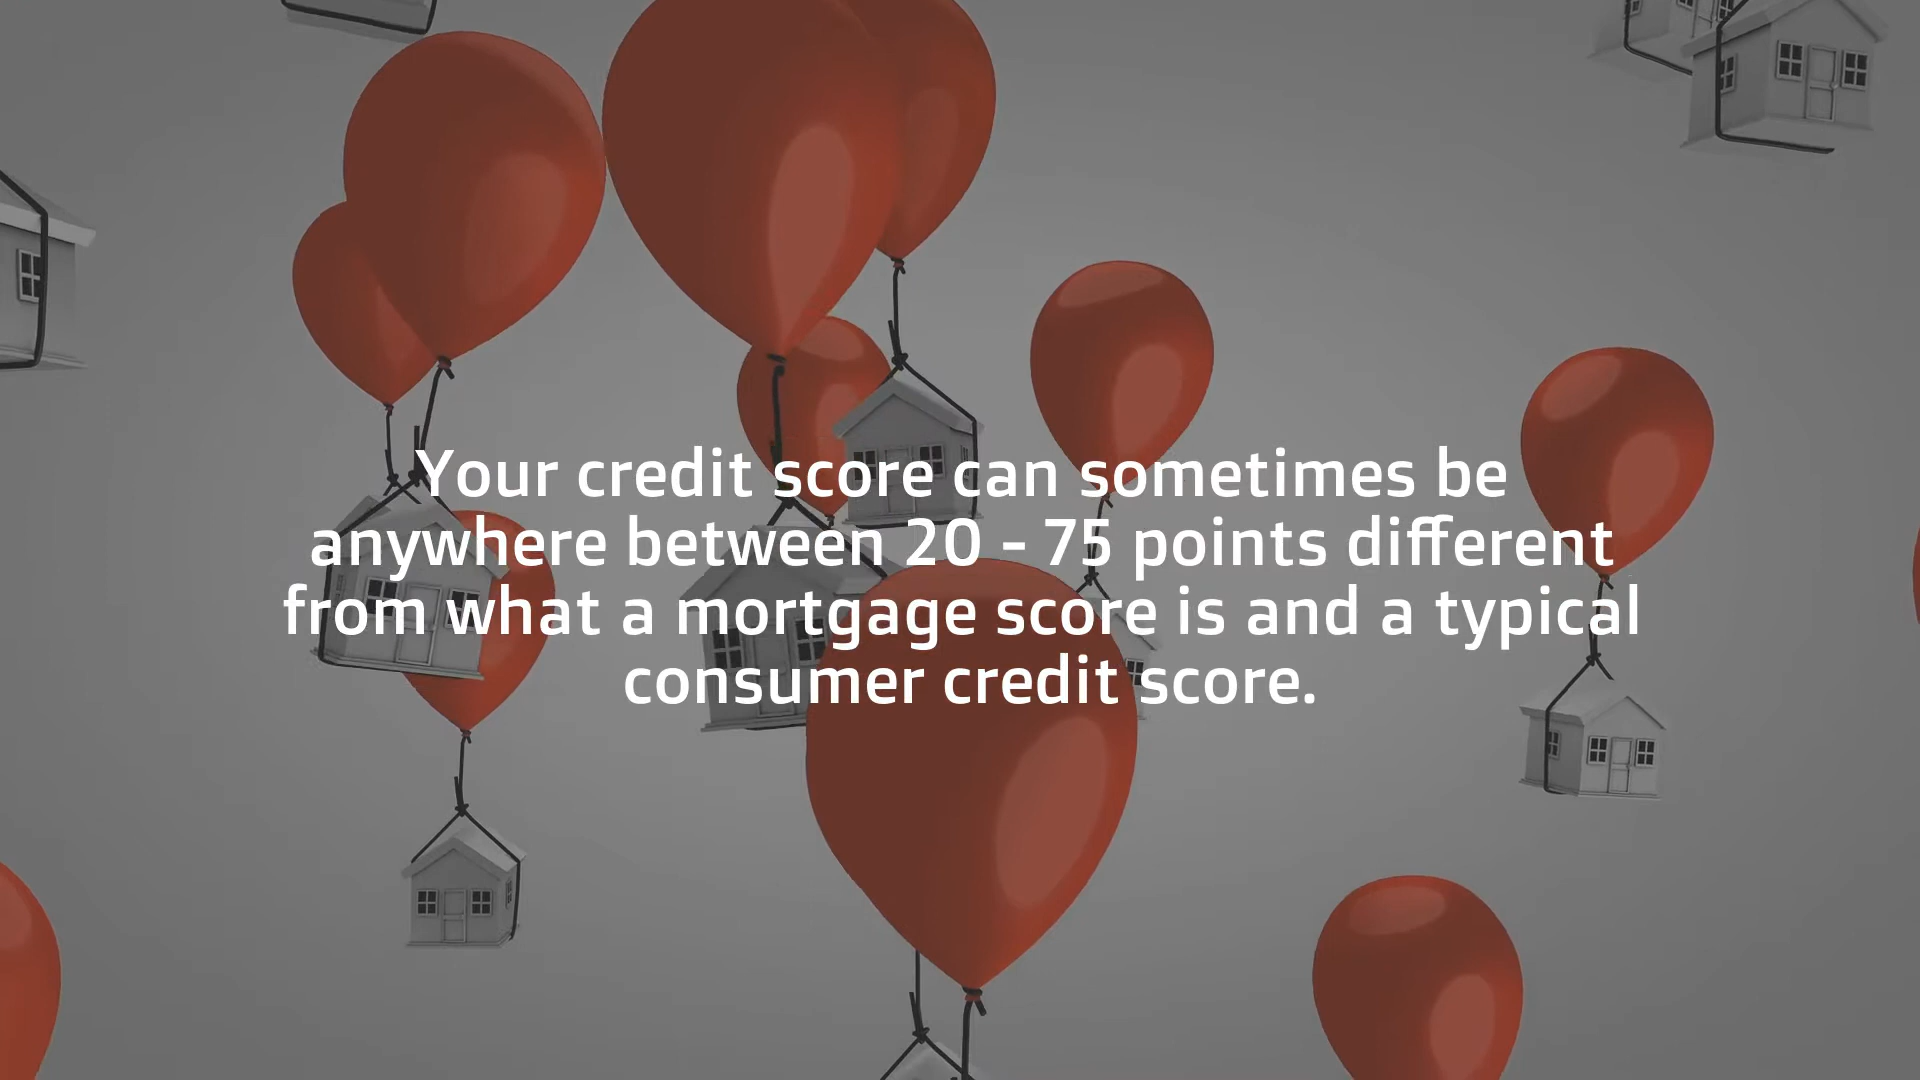 Your credit score can sometimes be
anywhere between 20 - 75 points different
from what a mortgage score is and a typical
consumer credit score.